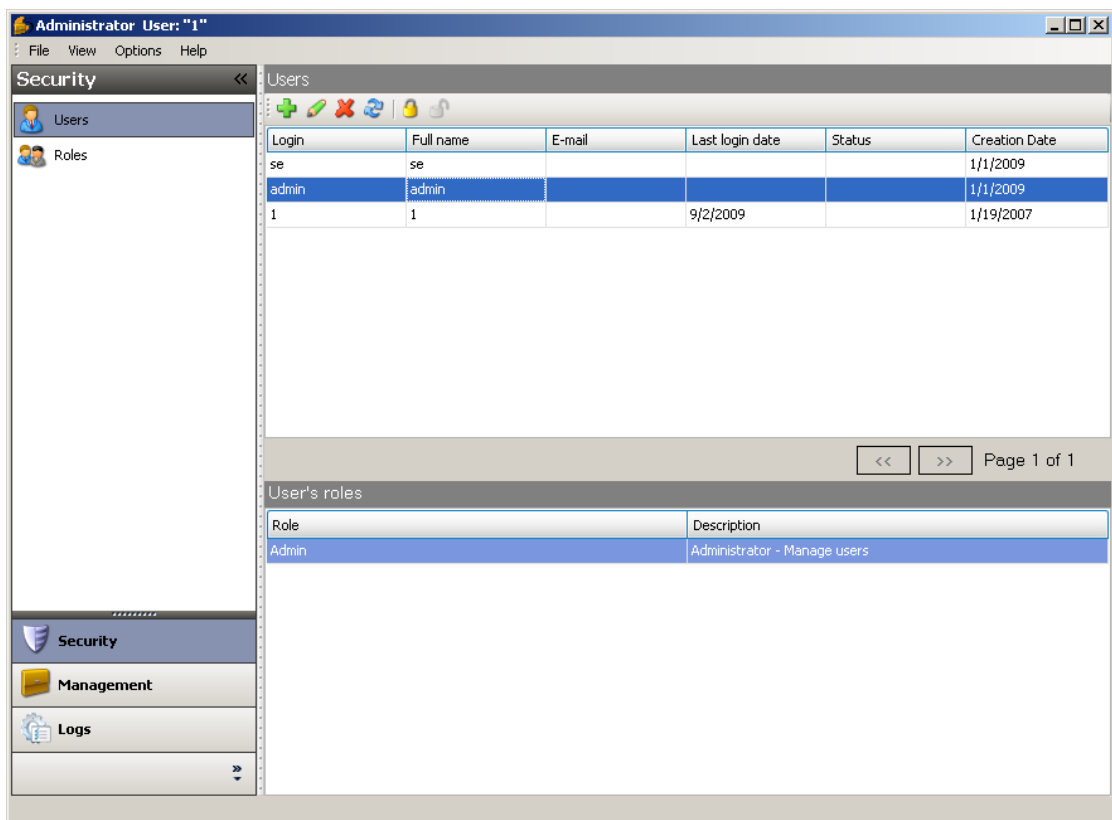 Administrator User: "1"
File View Options Help
Security «
Users
Roles
Users
Login Full name E-mail Last login date Status Creation Date
se se 1/1/2009
admin admin 1/1/2009
1 1 9/2/2009 1/19/2007
<< >> Page 1 of 1
User's roles
Role Description
Admin Administrator - Manage users
Security
Management
Logs
»